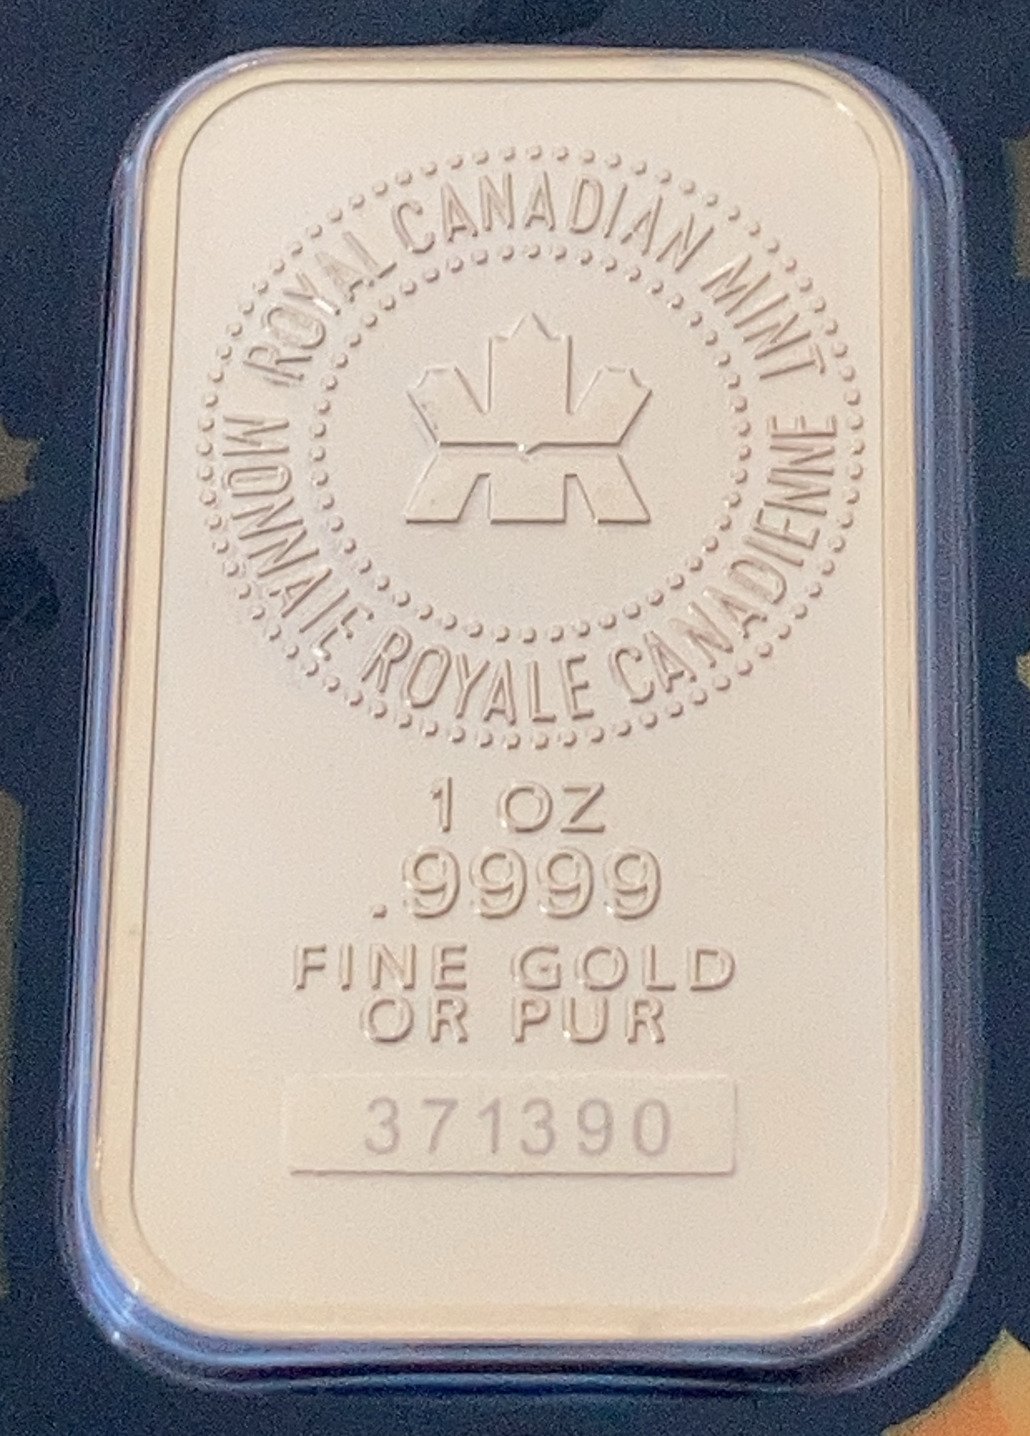 ROYAL CANADIAN MINT
MONNAIE ROYALE CANADIENNE
1 OZ
.9999
FINE GOLD
OR PUR
371390